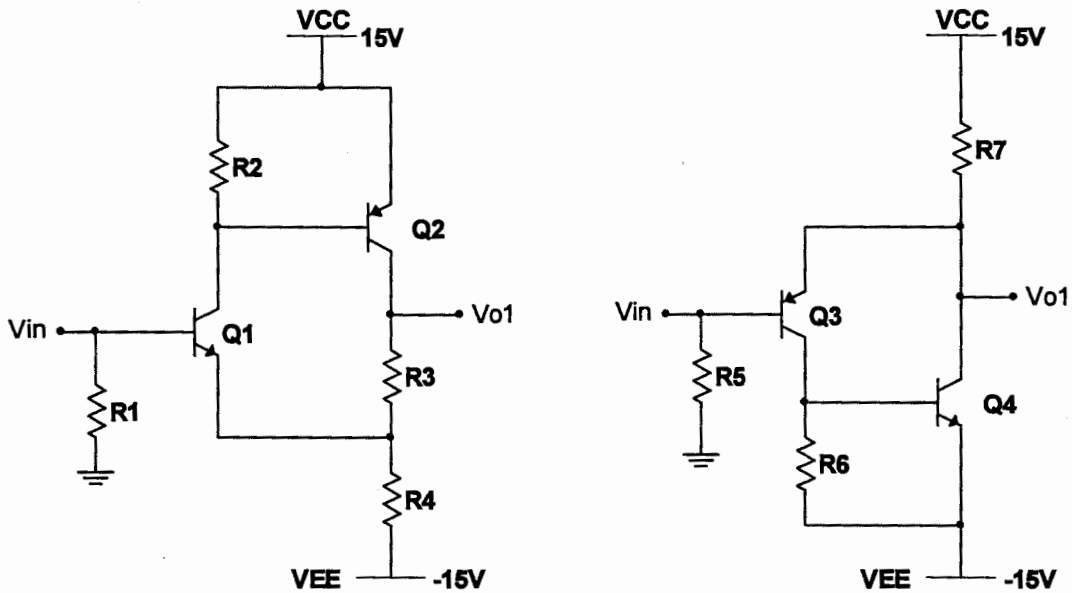 VCC
15V
R2
Q2
Vin
Q1
Vo1
R1
R3
R4
VEE
-15V
VCC
15V
R7
Vin
Q3
Vo1
R5
Q4
R6
VEE
-15V